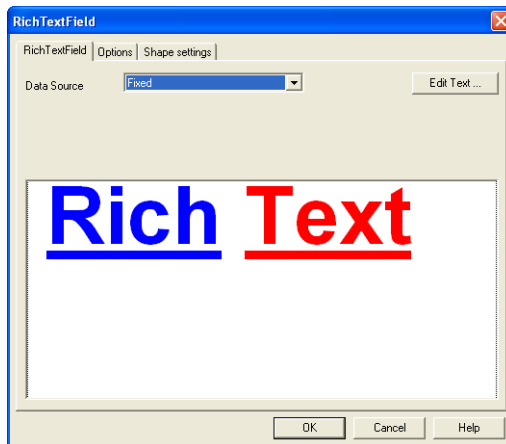 RichTextField
RichTextField Options Shape settings
Data Source Fixed Edit Text ...
Rich Text
OK Cancel Help